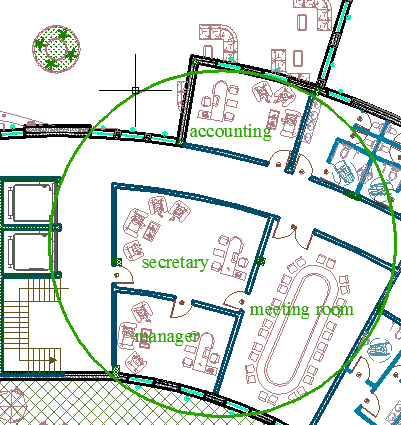 accounting
secretary
meeting room
manager